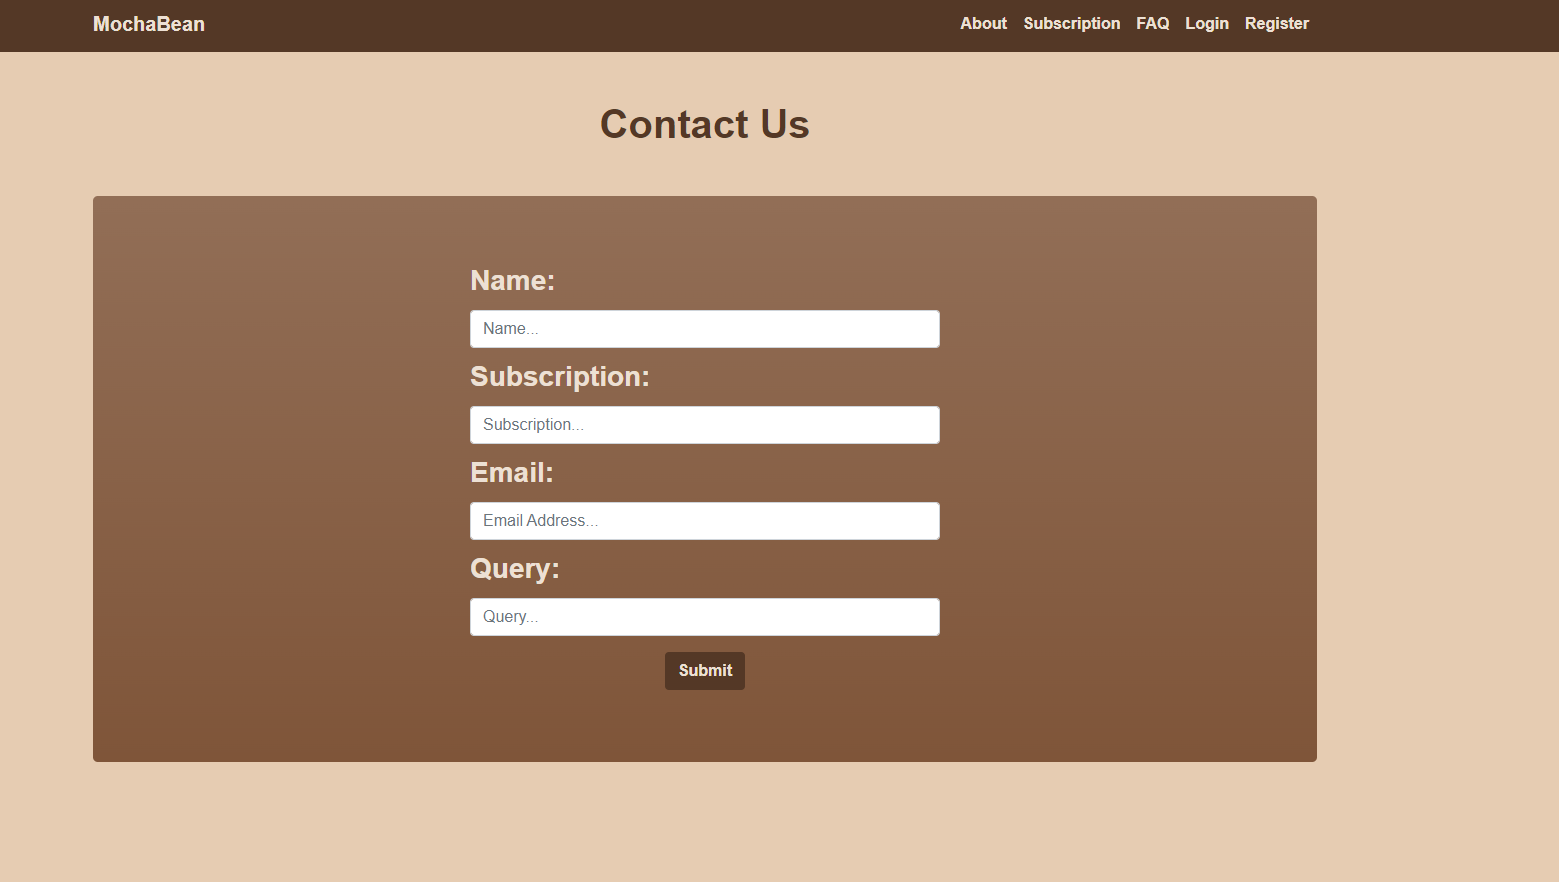 MochaBean About Subscription FAQ Login Register
Contact Us
Name:
Name...
Subscription:
Subscription...
Email:
Email Address...
Query:
Query...
Submit